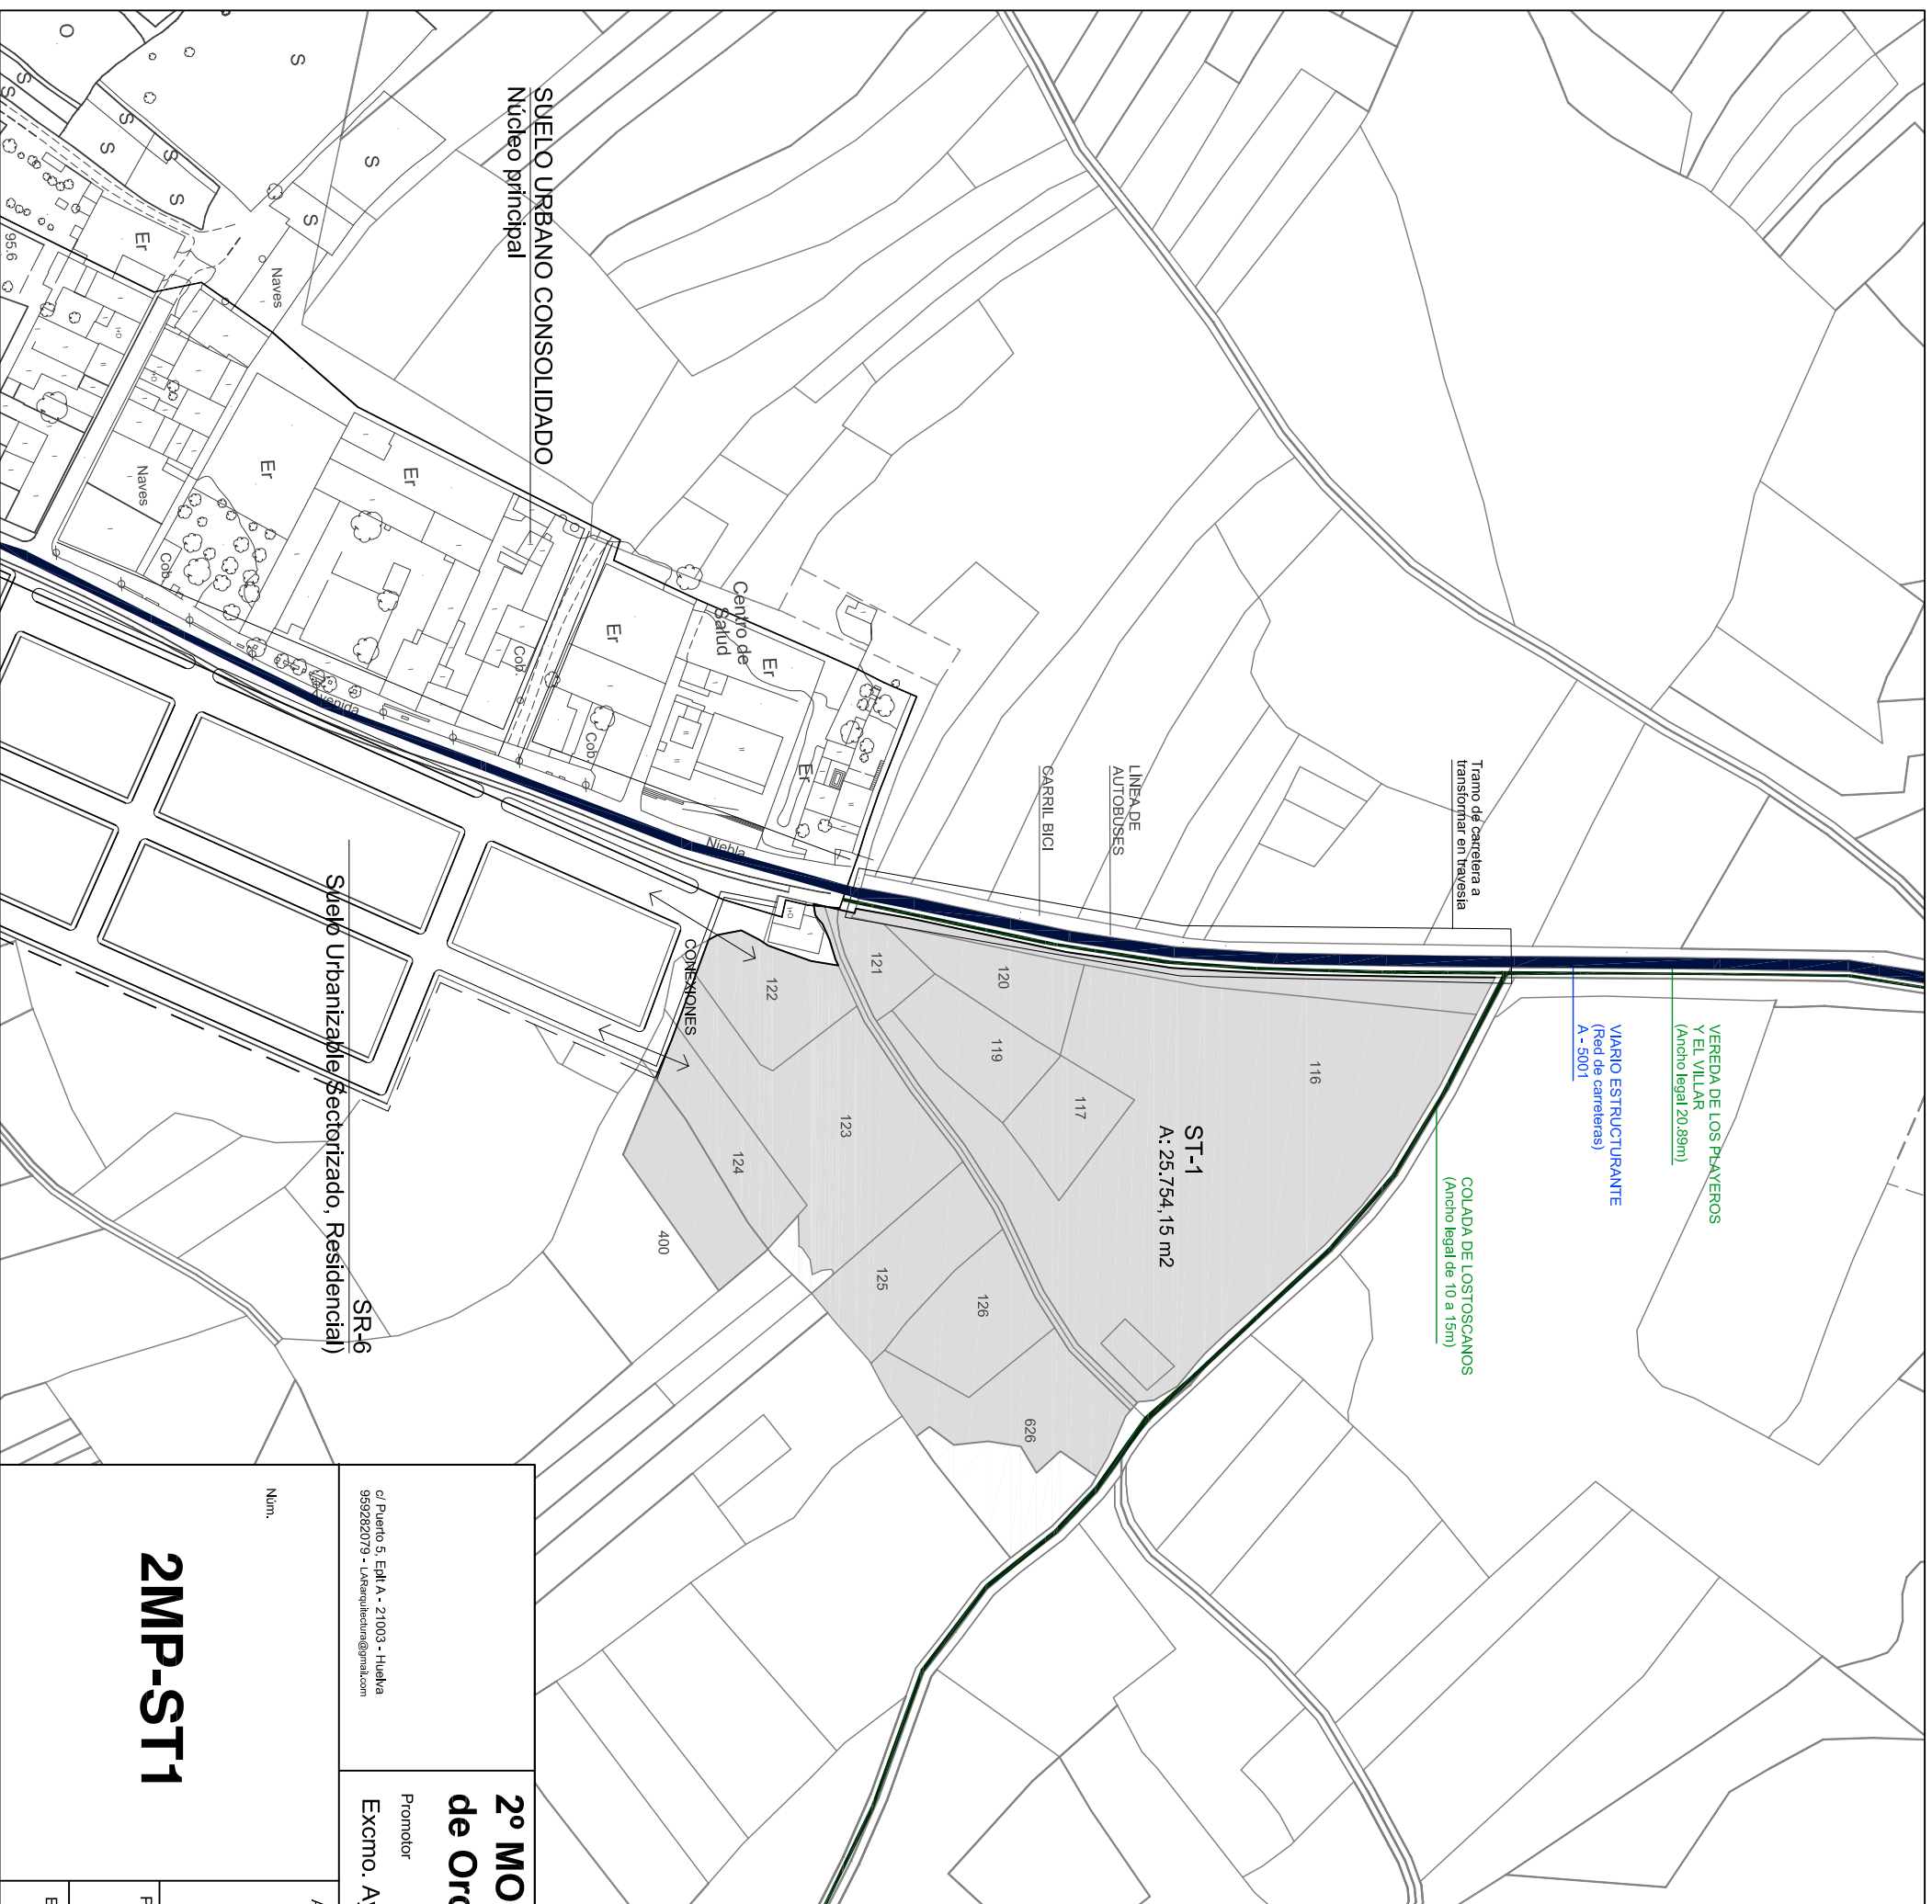 SUELO URBANO CONSOLIDADO
Núcleo principal
Tramo de carretera a
transformar en travesía
LÍNEA DE
AUTOBUSES
CARRIL BICI
VEREDA DE LOS PLAYEROS
Y EL VILLAR
(Ancho legal 20.89m)
VIARIO ESTRUCTURANTE
(Red de carreteras)
A - 5001
COLADA DE LOSTOSCANOS
(Ancho legal de 10 a 15m)
ST-1
A: 25.754,15 m2
116
117
119
120
121
122
123
124
125
126
400
626
CONEXIONES
SR-6
Suelo Urbanizable Sectorizado, Residencial)
Centro de
Salud
Avenida
Niebla
Naves
Naves
Er
Er
Er
Er
Er
Er
Cob.
Cob.
Cob.
95.6
S
S
S
S
S
S
S
S
S
O
I+D
c/ Puerto 5, Eplt A - 21003 - Huelva
959282079 - LARarquitectura@gmail.com
Núm.
2MP-ST1
2º MO
de Ord
Promotor
Excmo. Ay